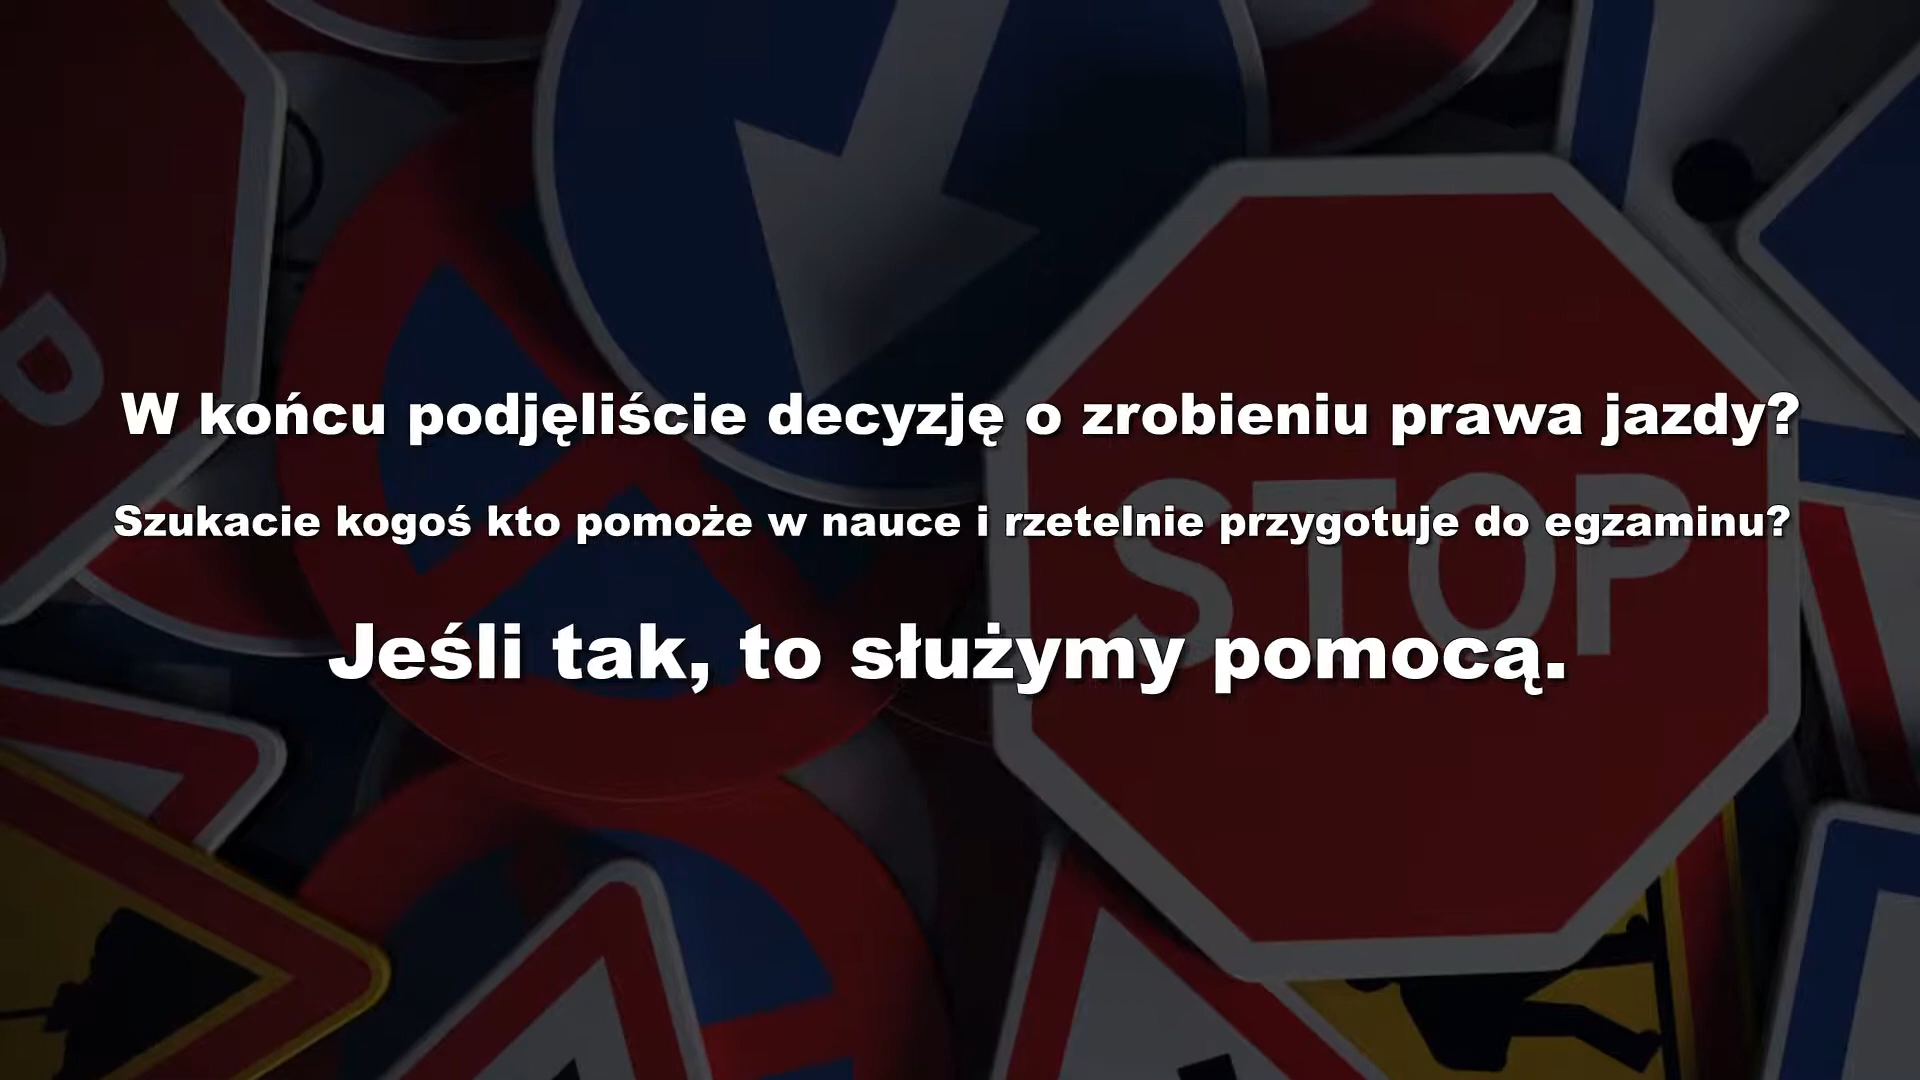 W końcu podjęliście decyzję o zrobieniu prawa jazdy?
Szukacie kogoś kto pomoże w nauce i rzetelnie przygotuje do egzaminu?
Jeśli tak, to służymy pomocą.
STOP
P